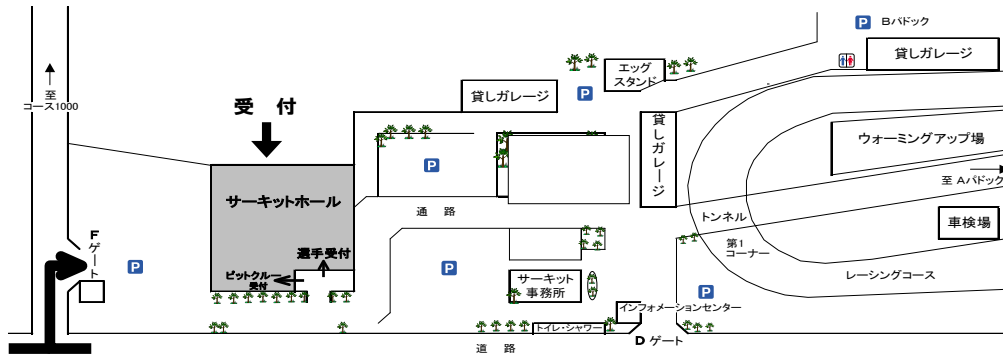 P Bパドック
貸しガレージ
エッグ
スタンド
P
至
コース1000
受 付
貸しガレージ
貸しガレージ
ウォーミングアップ場
P
サーキットホール
至 Aパドック
通 路
トンネル
車検場
Fゲート
選手受付
第1
コーナー
P
ピットクルー
受付
P
サーキット
事務所
レーシングコース
P
インフォメーションセンター
トイレ・シャワー
D ゲート
道 路